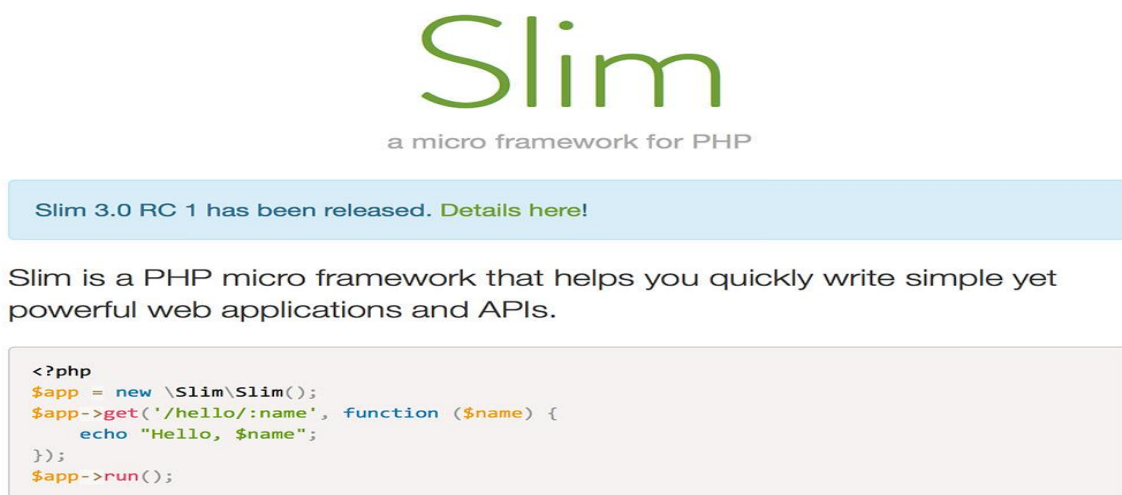 Slim
a micro framework for PHP
Slim 3.0 RC 1 has been released. Details here!
Slim is a PHP micro framework that helps you quickly write simple yet
powerful web applications and APIs.
<?php
$app = new \Slim\Slim();
$app->get('/hello/:name', function ($name) {
    echo "Hello, $name";
});
$app->run();